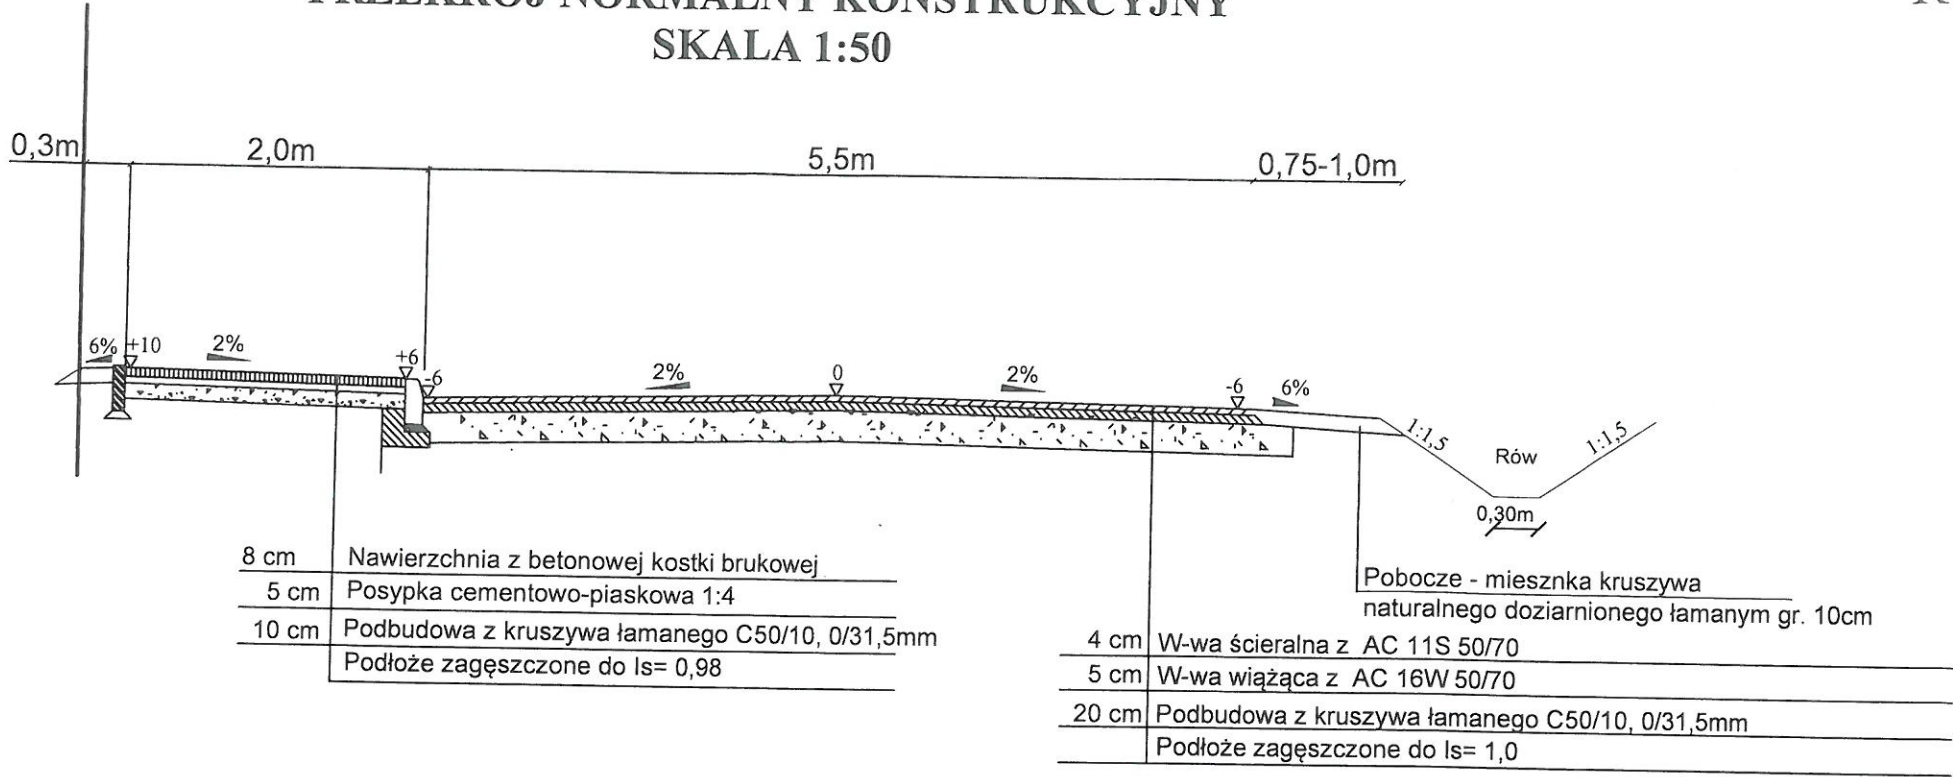 PRZEKRÓJ NORMALNY KONSTRUKCYJNY
SKALA 1:50
0,3m 2,0m 5,5m 0,75-1,0m
6% +10 2% +6 -6 2% 0 2% -6 6%
1:1,5 Rów 1:1,5
0,30m
8 cm Nawierzchnia z betonowej kostki brukowej
5 cm Posypka cementowo-piaskowa 1:4
10 cm Podbudowa z kruszywa łamanego C50/10, 0/31,5mm
Podłoże zagęszczone do Is= 0,98
Pobocze - miesznka kruszywa
naturalnego doziarnionego łamanym gr. 10cm
4 cm W-wa ścieralna z AC 11S 50/70
5 cm W-wa wiążąca z AC 16W 50/70
20 cm Podbudowa z kruszywa łamanego C50/10, 0/31,5mm
Podłoże zagęszczone do Is= 1,0